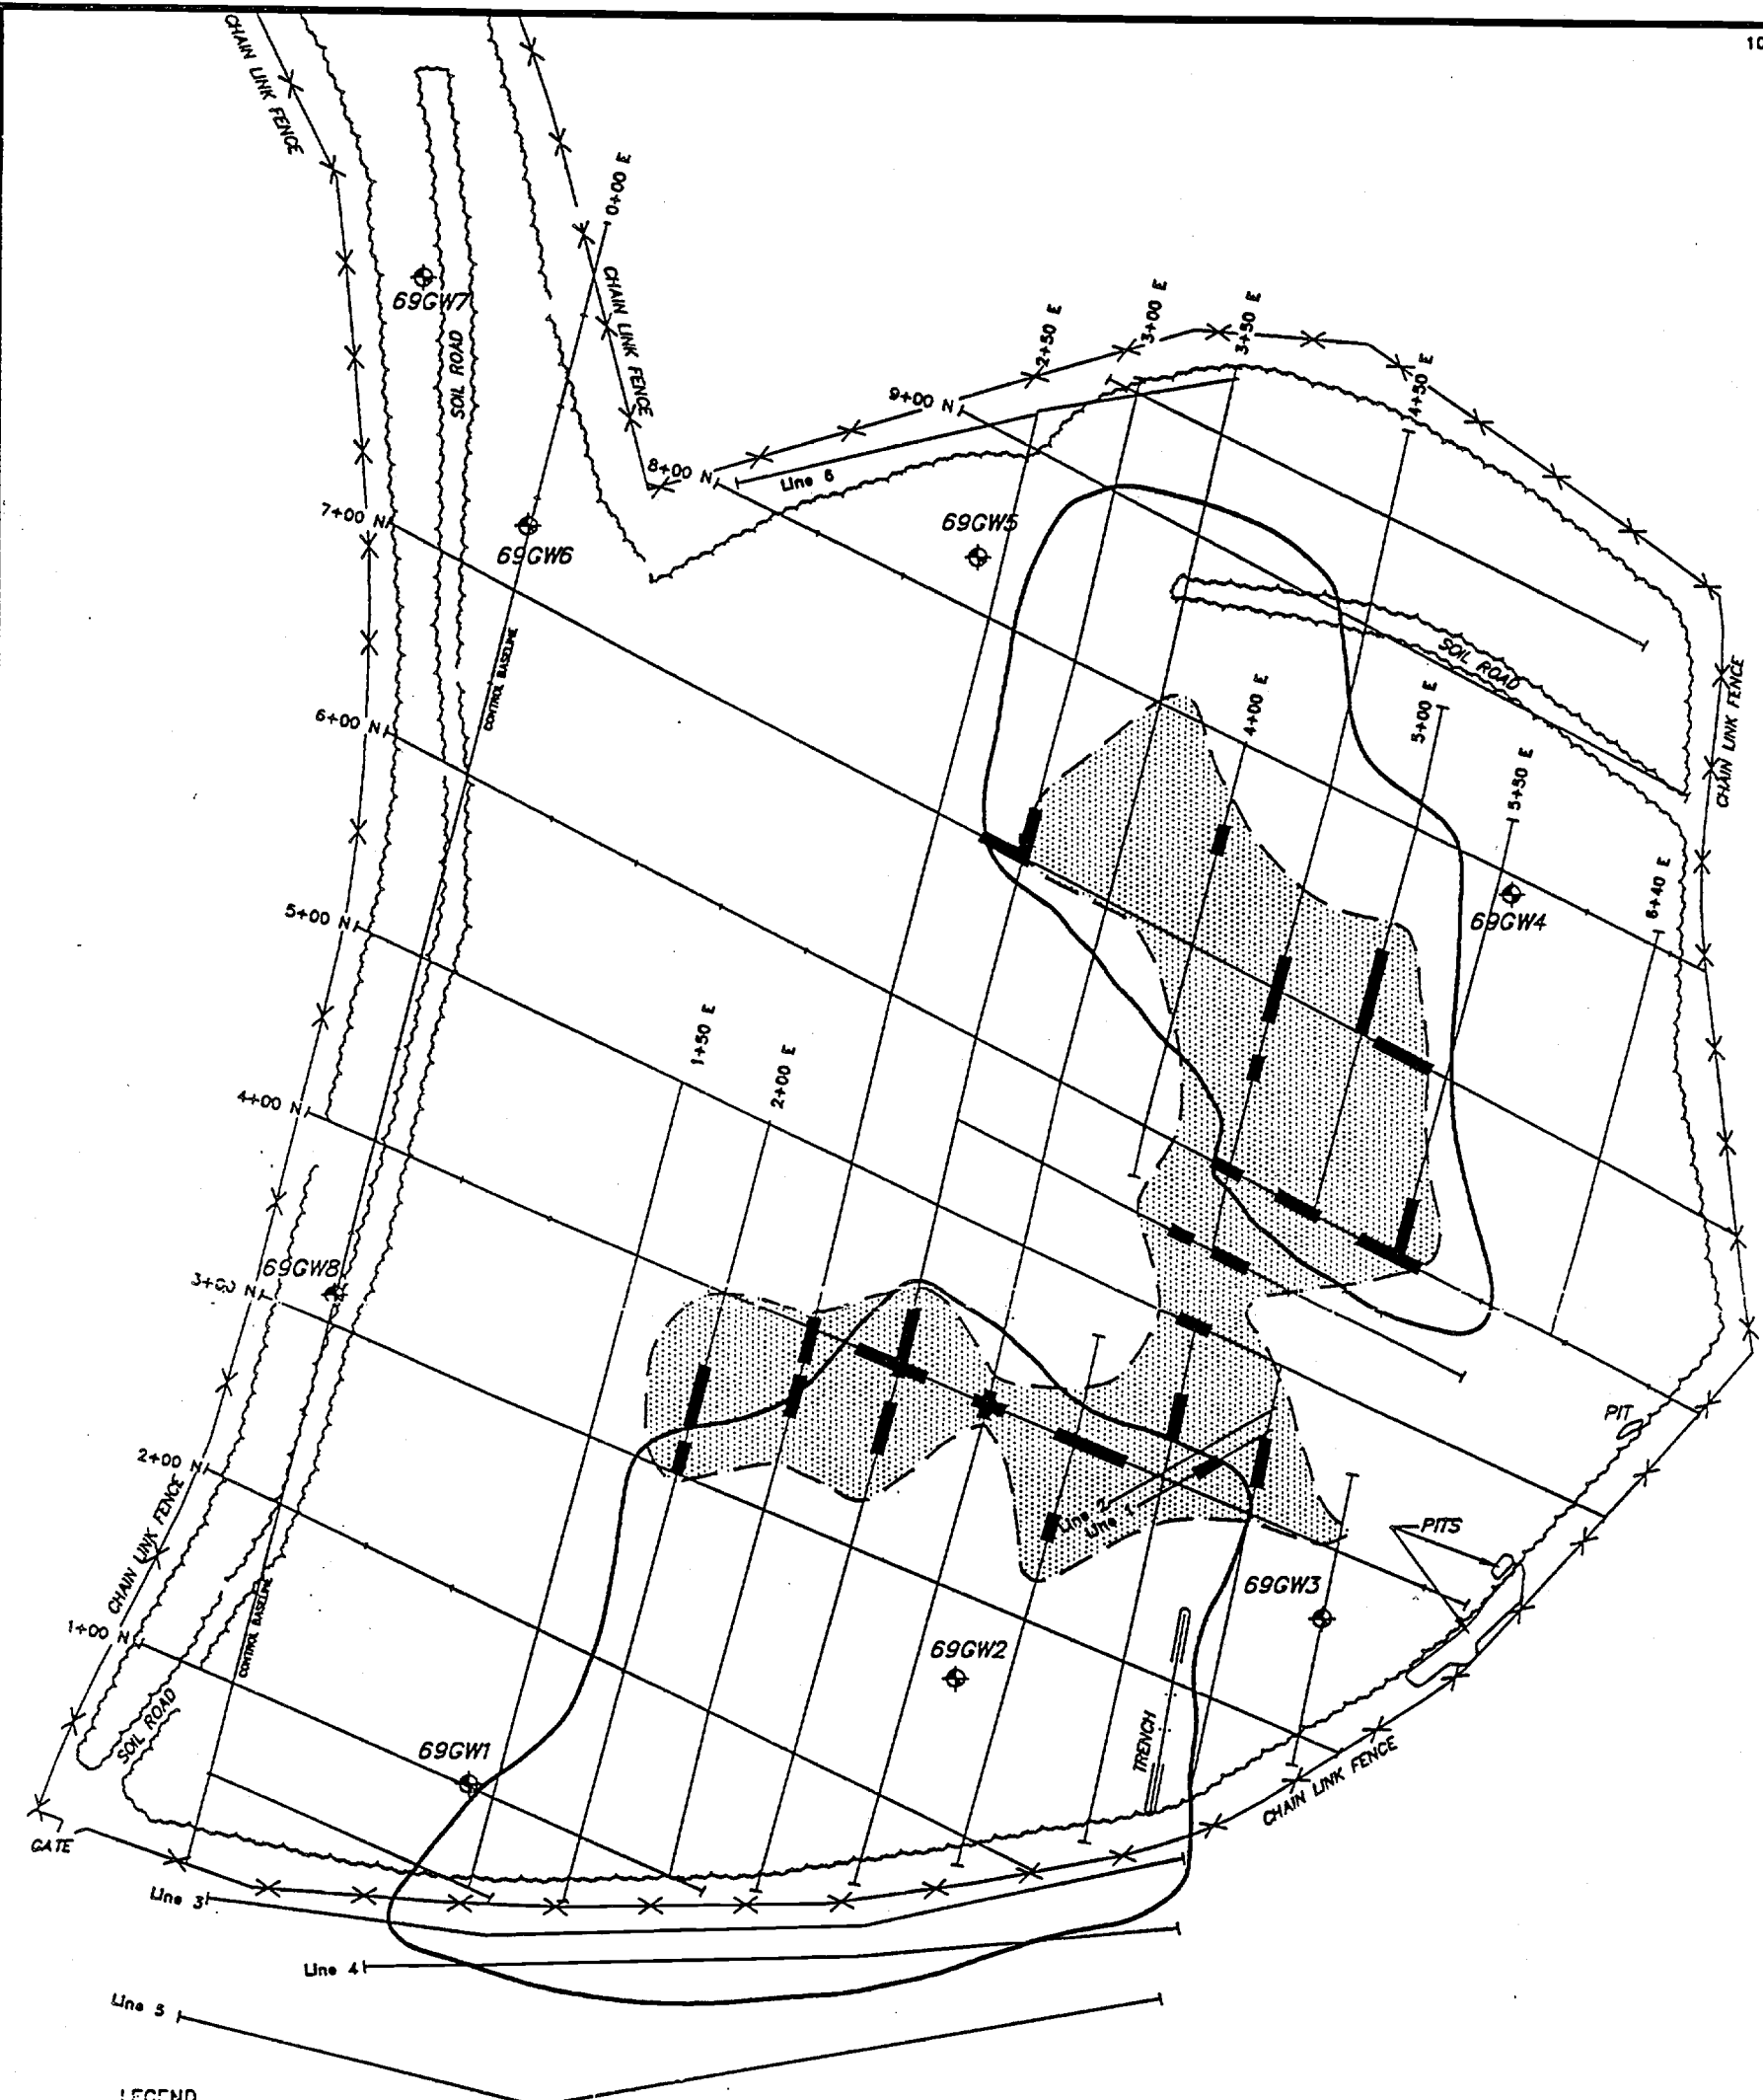 10
CHAIN LINK FENCE
0+00 E
69GW7
SOIL ROAD
CHAIN LINK FENCE
2+50 E
3+00 E
3+50 E
4+50 E
9+00 N
8+00 N
Line 6
7+00 N
69GW6
69GW5
CONTROL BASELINE
SOIL ROAD
CHAIN LINK FENCE
6+00 N
4+00 E
5+00 E
5+50 E
6+40 E
69GW4
5+00 N
1+50 E
2+00 E
4+00 N
69GW8
3+00 N
PIT
2+00 N
Line 2
Line 1
PITS
CHAIN LINK FENCE
69GW3
CONTROL BASELINE
1+00 N
69GW2
SOIL ROAD
69GW1
TRENCH
CHAIN LINK FENCE
GATE
Line 3
Line 4
Line 5
LEGEND